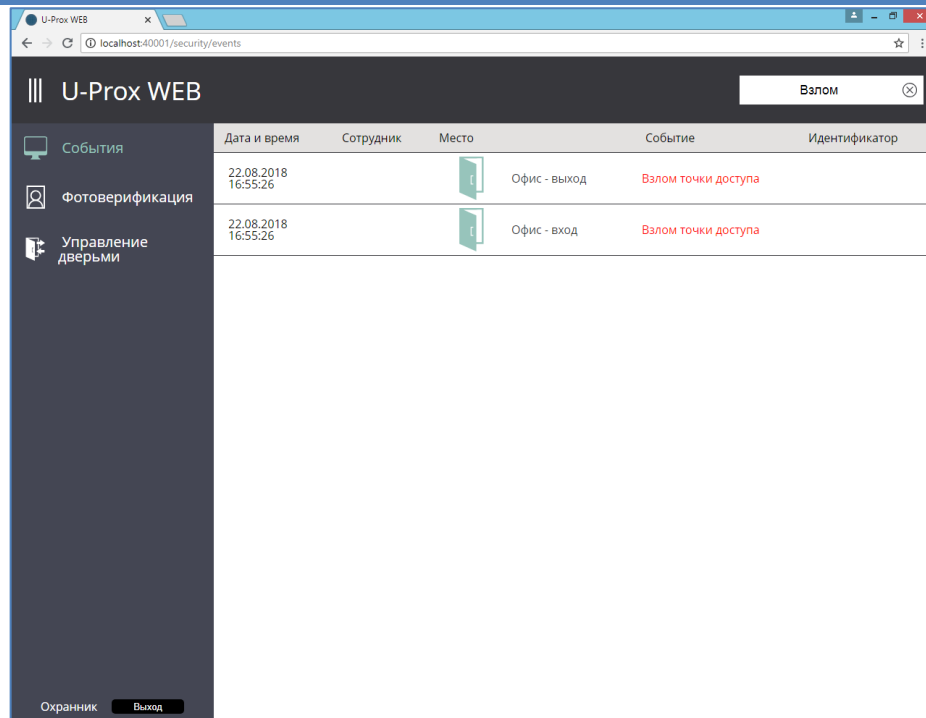 U-Prox WEB
localhost:40001/security/events
U-Prox WEB
Взлом
События
Фотоверификация
Управление
дверьми
Дата и время Сотрудник Место Событие Идентификатор
22.08.2018
16:55:26
Офис - выход Взлом точки доступа
22.08.2018
16:55:26
Офис - вход Взлом точки доступа
Охранник Выход